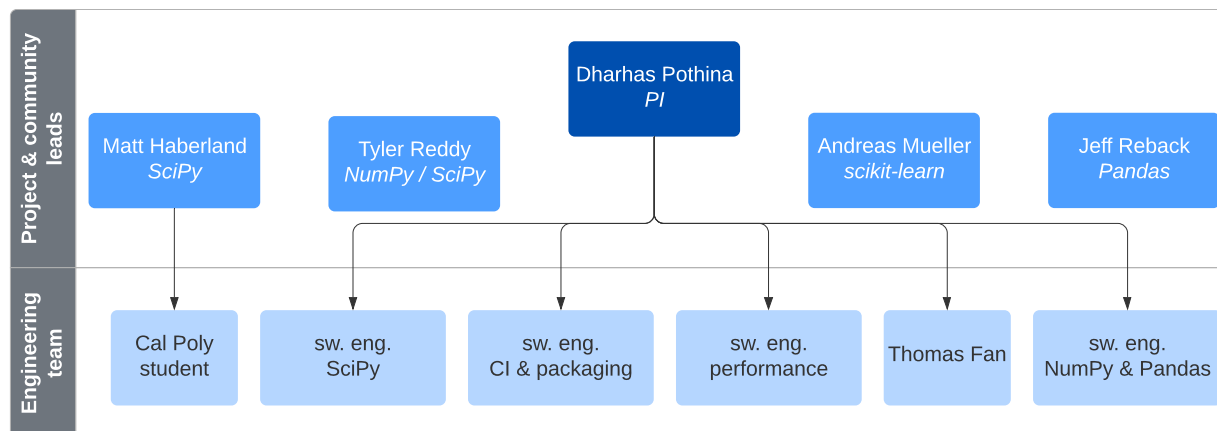 Project & community
leads
Dharhas Pothina
PI
Matt Haberland
SciPy
Tyler Reddy
NumPy / SciPy
Andreas Mueller
scikit-learn
Jeff Reback
Pandas
Engineering
team
Cal Poly
student
sw. eng.
SciPy
sw. eng.
CI & packaging
sw. eng.
performance
Thomas Fan
sw. eng.
NumPy & Pandas